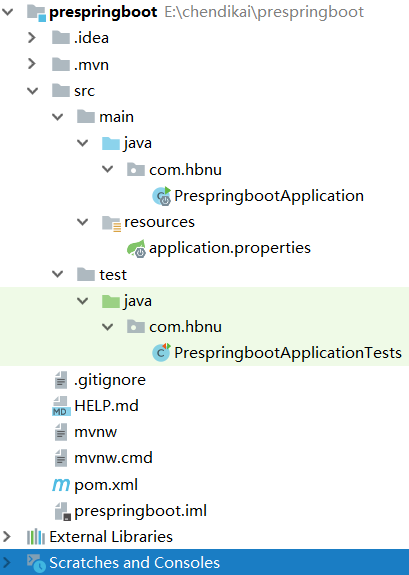 prespringboot E:\chendikai\prespringboot
.idea
.mvn
src
main
java
com.hbnu
PrespringbootApplication
resources
application.properties
test
java
com.hbnu
PrespringbootApplicationTests
.gitignore
HELP.md
mvnw
mvnw.cmd
pom.xml
prespringboot.iml
External Libraries
Scratches and Consoles